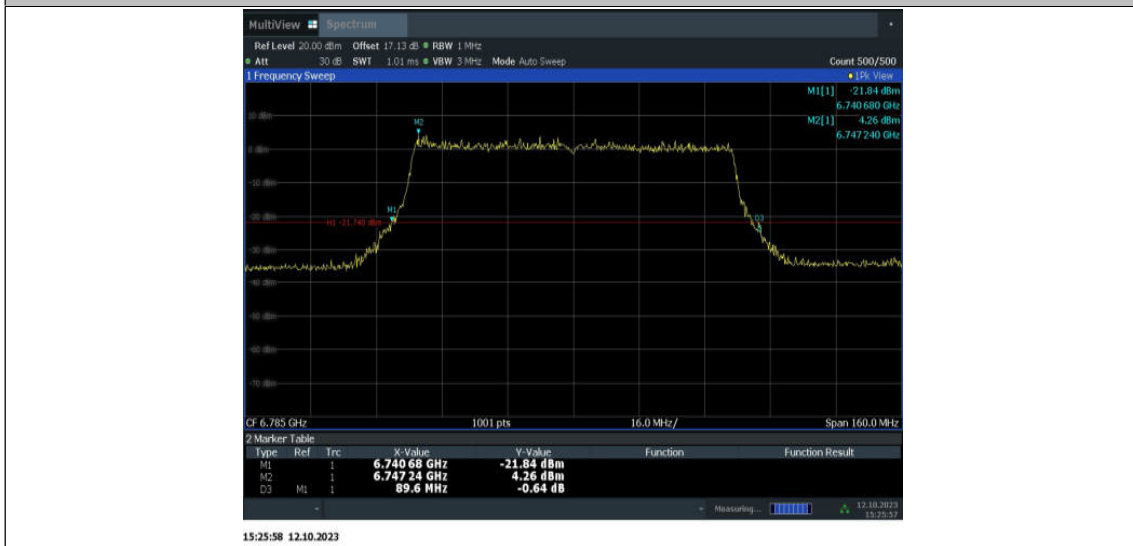 MultiView Spectrum
Ref Level 20.00 dBm Offset 17.13 dB RBW 1 MHz
Att 30 dB SWT 1.01 ms VBW 3 MHz Mode Auto Sweep Count 500/500
1 Frequency Sweep 1Pk View
M1[1] -21.84 dBm
6.740 680 GHz
M2[1] 4.26 dBm
6.747 240 GHz
10 dBm
M2
0 dBm
-10 dBm
M1
-20 dBm
H1 -21.740 dBm
D3
-30 dBm
-40 dBm
-50 dBm
-60 dBm
-70 dBm
CF 6.785 GHz 1001 pts 16.0 MHz/ Span 160.0 MHz
2 Marker Table
Type Ref Trc X-Value Y-Value Function Function Result
M1 1 6.740 68 GHz -21.84 dBm
M2 1 6.747 24 GHz 4.26 dBm
D3 M1 1 89.6 MHz -0.64 dB
Measuring... 12.10.2023
15:25:57
15:25:58 12.10.2023